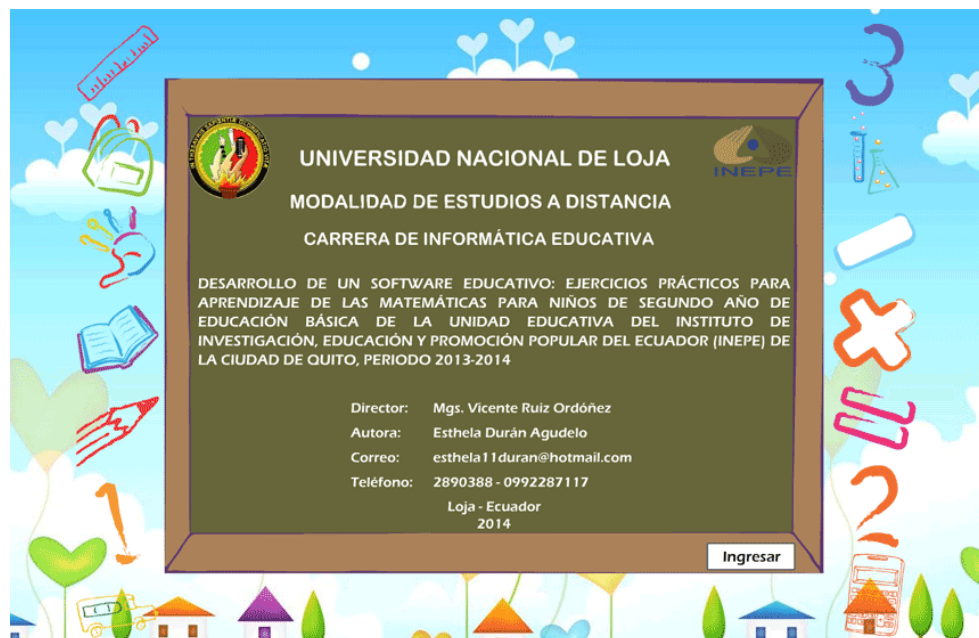 UNIVERSIDAD NACIONAL DE LOJA
INEPE
MODALIDAD DE ESTUDIOS A DISTANCIA
CARRERA DE INFORMÁTICA EDUCATIVA
DESARROLLO DE UN SOFTWARE EDUCATIVO: EJERCICIOS PRÁCTICOS PARA
APRENDIZAJE DE LAS MATEMÁTICAS PARA NIÑOS DE SEGUNDO AÑO DE
EDUCACIÓN BÁSICA DE LA UNIDAD EDUCATIVA DEL INSTITUTO DE
INVESTIGACIÓN, EDUCACIÓN Y PROMOCIÓN POPULAR DEL ECUADOR (INEPE) DE
LA CIUDAD DE QUITO, PERIODO 2013-2014
Director: Mgs. Vicente Ruiz Ordóñez
Autora: Esthela Durán Agudelo
Correo: esthela11duran@hotmail.com
Teléfono: 2890388 - 0992287117
Loja - Ecuador
2014
Ingresar
3
1
2